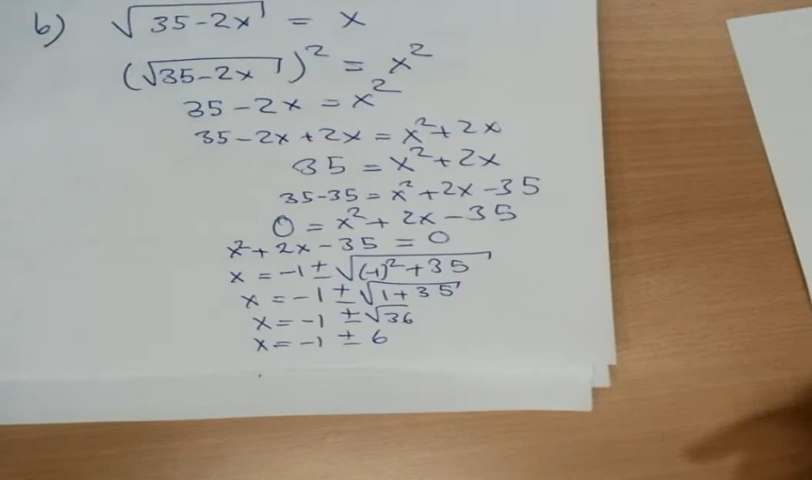 b) √35-2x = x
(√35-2x)² = x²
35-2x = x²
35-2x+2x = x²+2x
35 = x²+2x
35-35 = x²+2x-35
0 = x²+2x-35
x²+2x-35 = 0
x = -1 ± √(-1)²+35
x = -1 ± √1+35
x = -1 ± √36
x = -1 ± 6